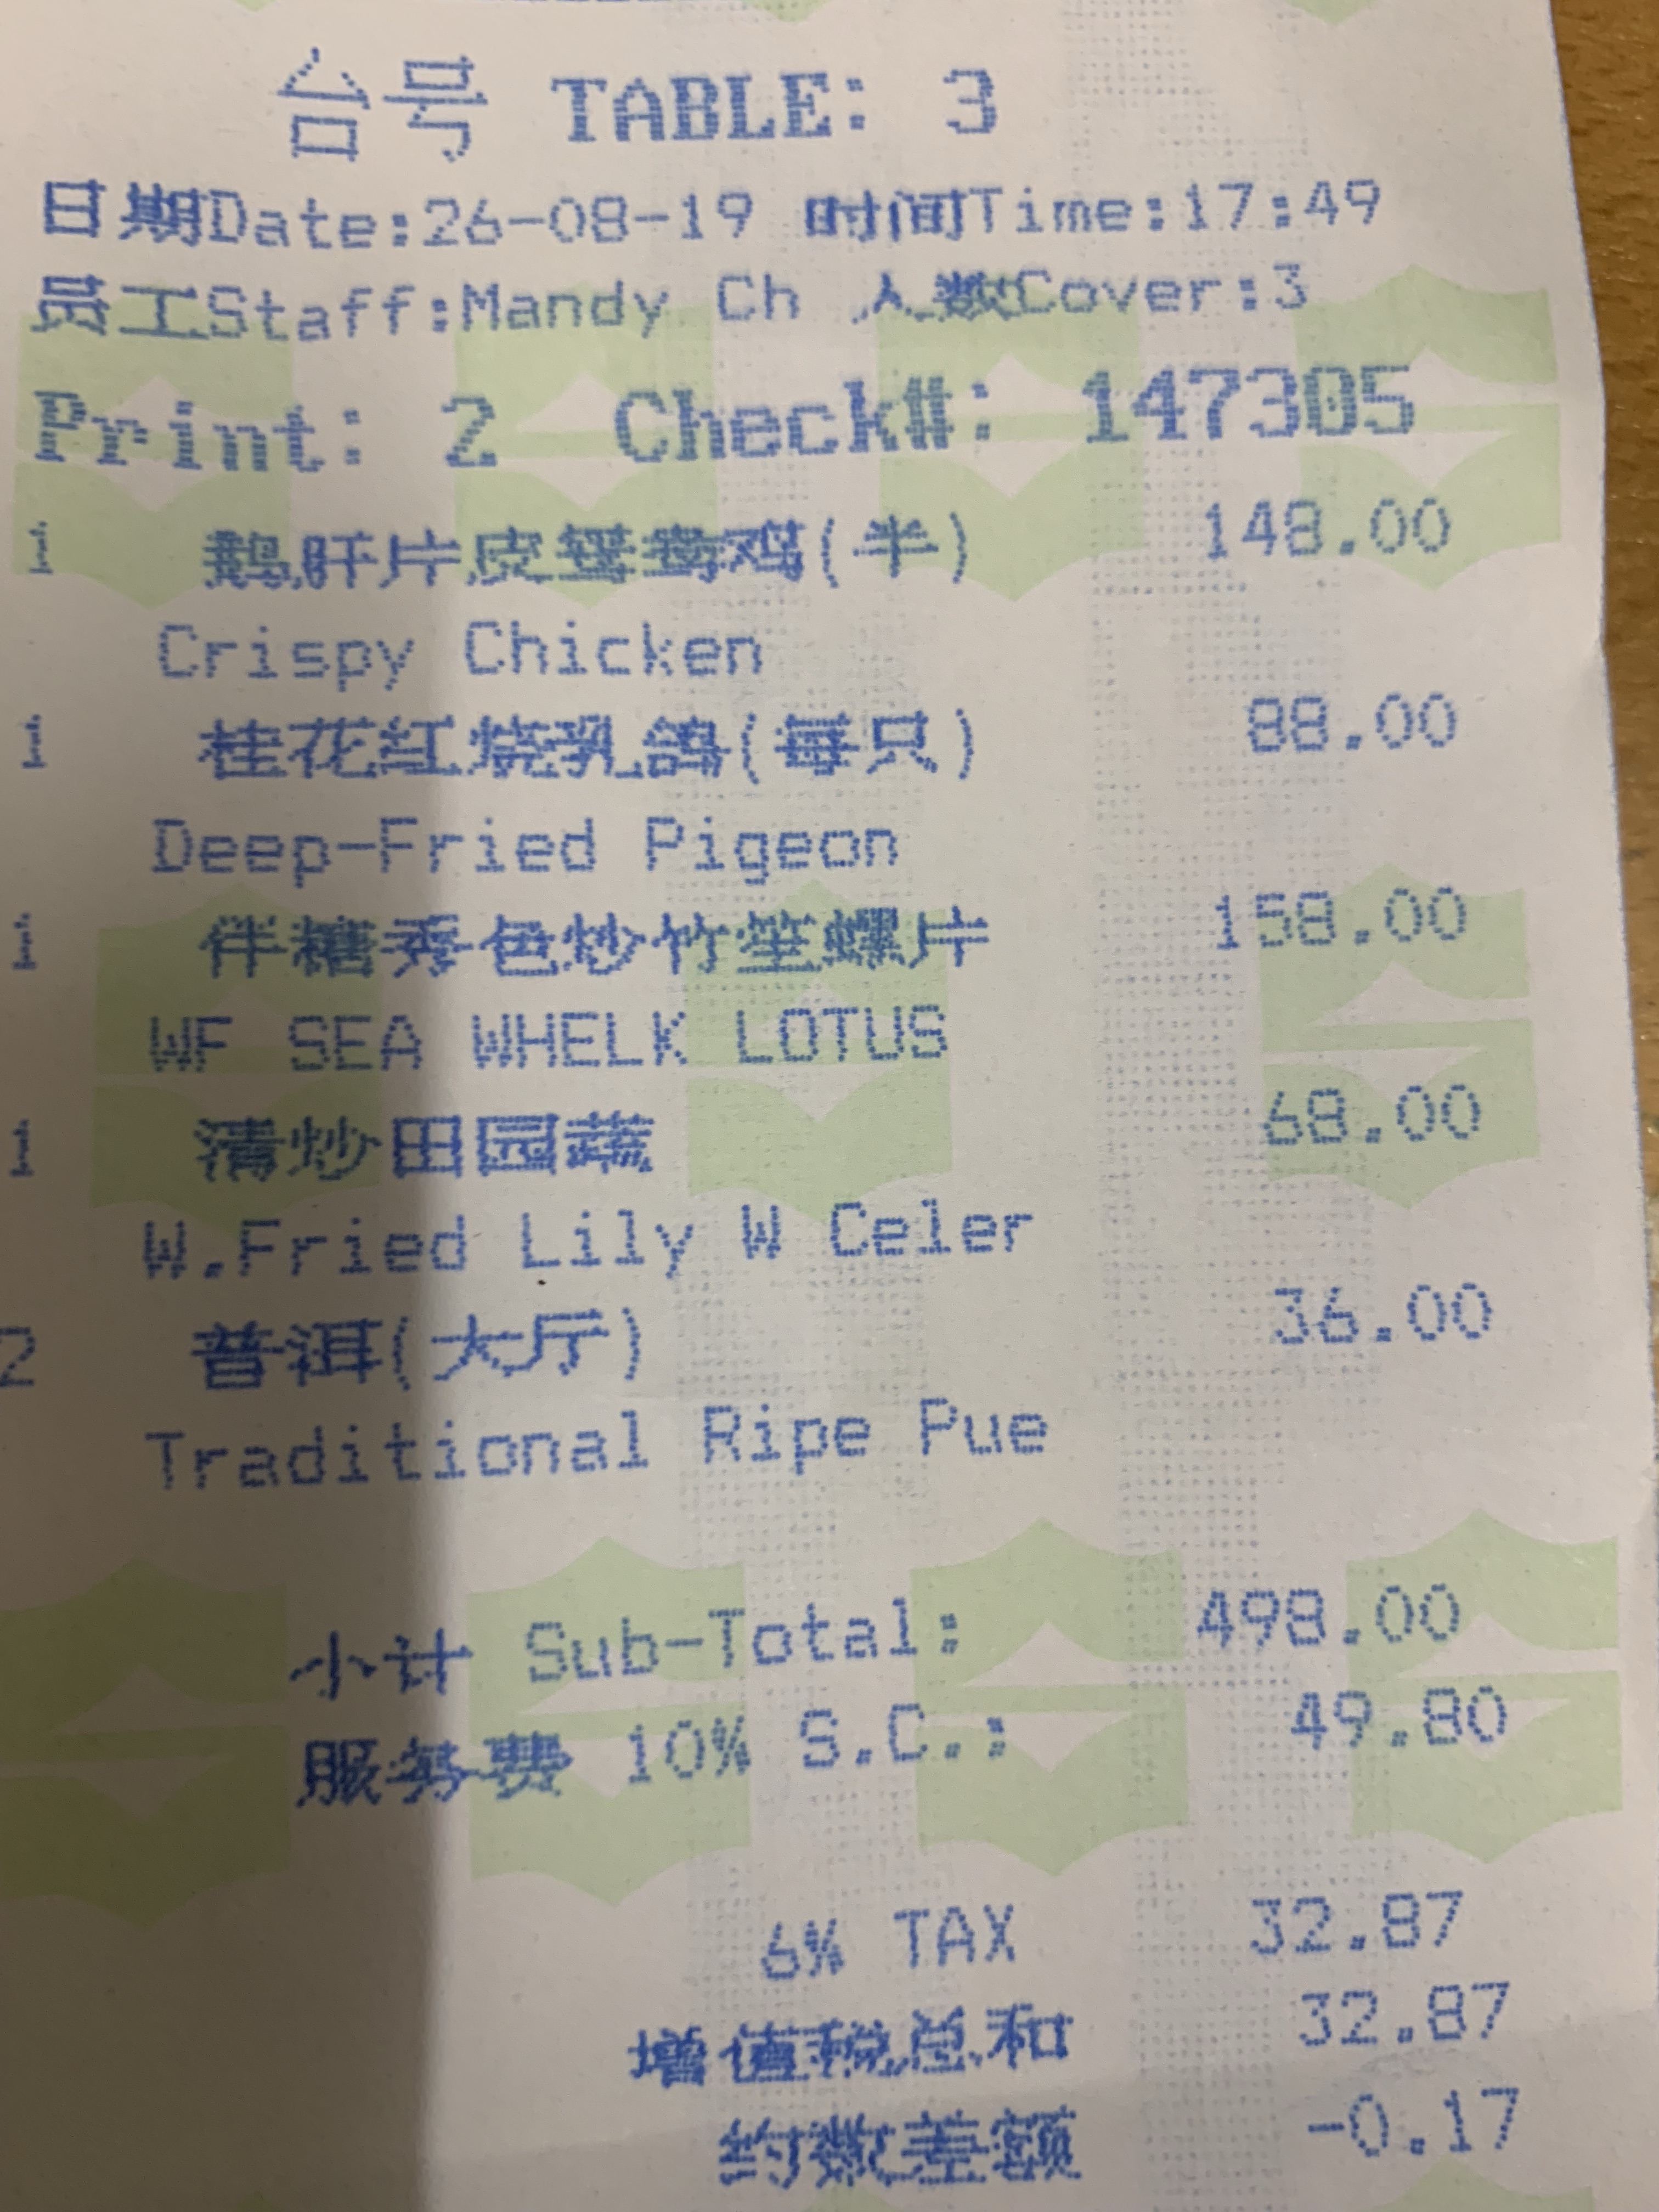 台号 TABLE: 3
日期Date:26-08-19 时间Time:17:49
员工Staff:Mandy Ch 人数Cover:3
Print: 2 Check#: 147305
1 鹅肝片皮鸳鸯鸡(半) 148.00
Crispy Chicken
1 桂花红烧乳鸽(每只) 88.00
Deep-Fried Pigeon
1 伴糖秀色炒竹笙螺片 158.00
WF SEA WHELK LOTUS
1 清炒田园蔬 68.00
W.Fried Lily W Celer
2 普洱(大厅) 36.00
Traditional Ripe Pue
小计 Sub-Total: 498.00
服务费 10% S.C.: 49.80
6% TAX 32.87
增值税总和 32.87
约数差额 -0.17